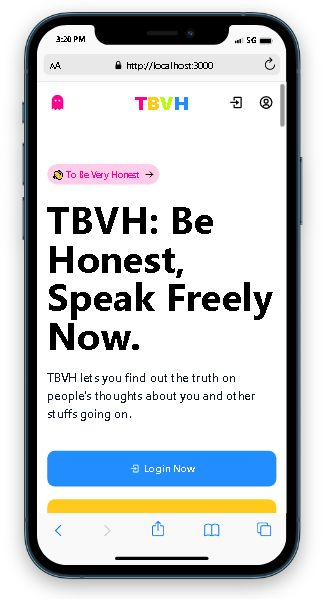 3:20 PM
5G
AA
http://localhost:3000
TBVH
To Be Very Honest
TBVH: Be
Honest,
Speak Freely
Now.
TBVH lets you find out the truth on
people's thoughts about you and other
stuffs going on.
Login Now